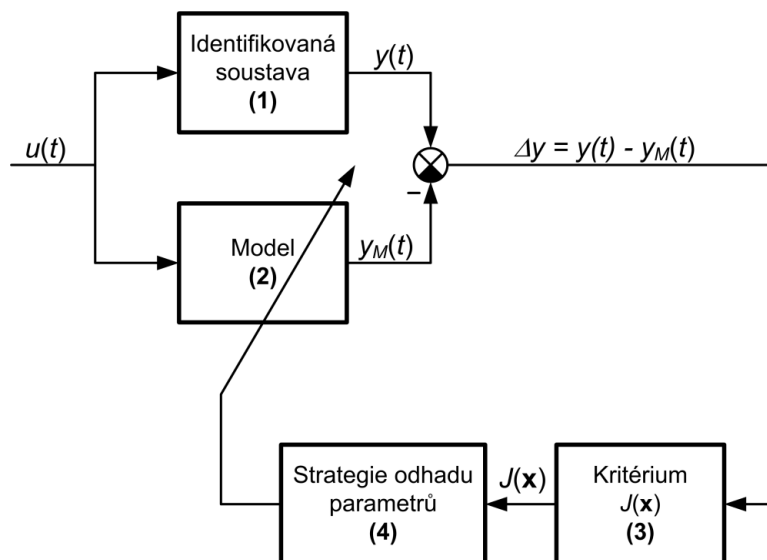 Identifikovaná
soustava
(1)
y(t)
u(t)
Δy = y(t) - yM(t)
–
Model
(2)
yM(t)
Strategie odhadu
parametrů
(4)
J(x)
Kritérium
J(x)
(3)